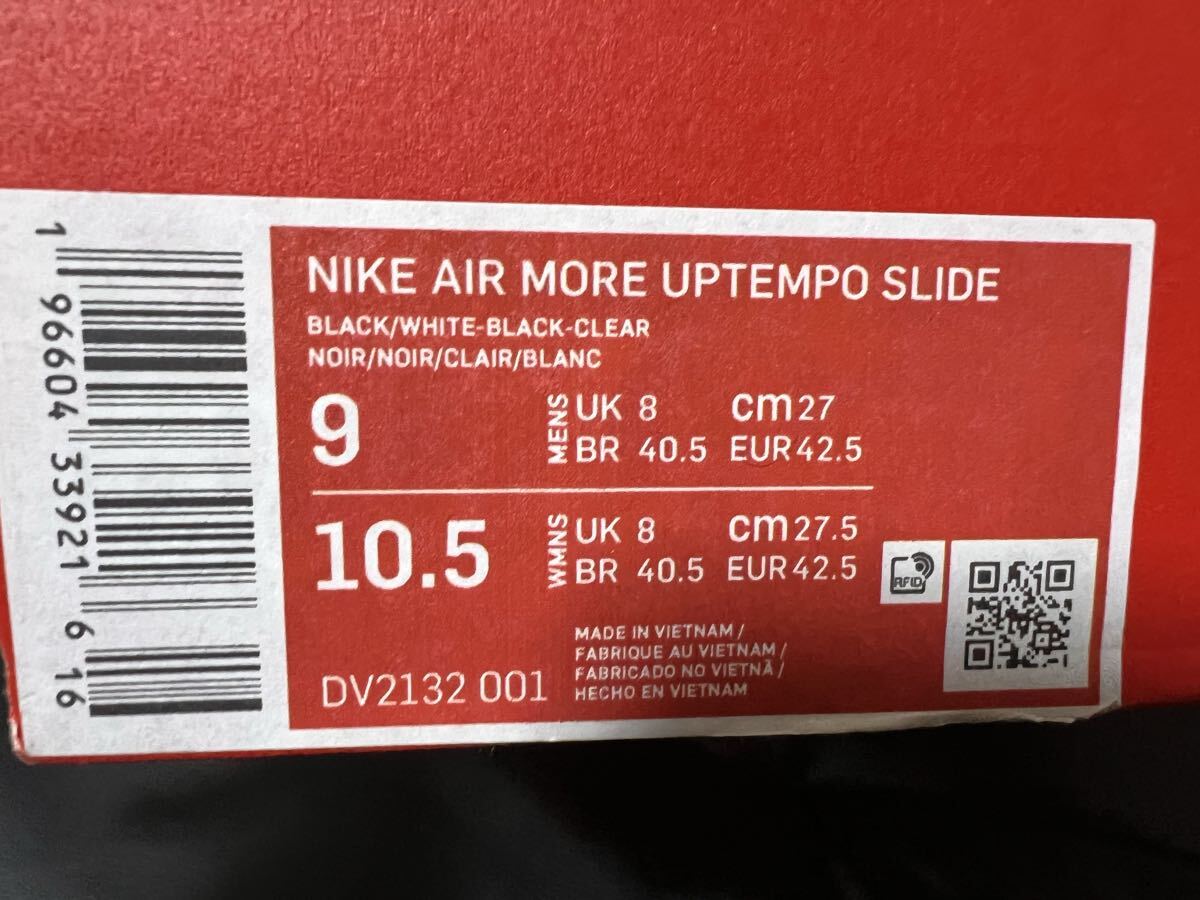 NIKE AIR MORE UPTEMPO SLIDE
BLACK/WHITE-BLACK-CLEAR
NOIR/NOIR/CLAIR/BLANC
9
MENS
UK 8 cm 27
BR 40.5 EUR 42.5
10.5
WMNS
UK 8 cm 27.5
BR 40.5 EUR 42.5
RFID
DV2132 001
MADE IN VIETNAM /
FABRIQUE AU VIETNAM /
FABRICADO NO VIETNÃ /
HECHO EN VIETNAM
1 96604 33921 6 16